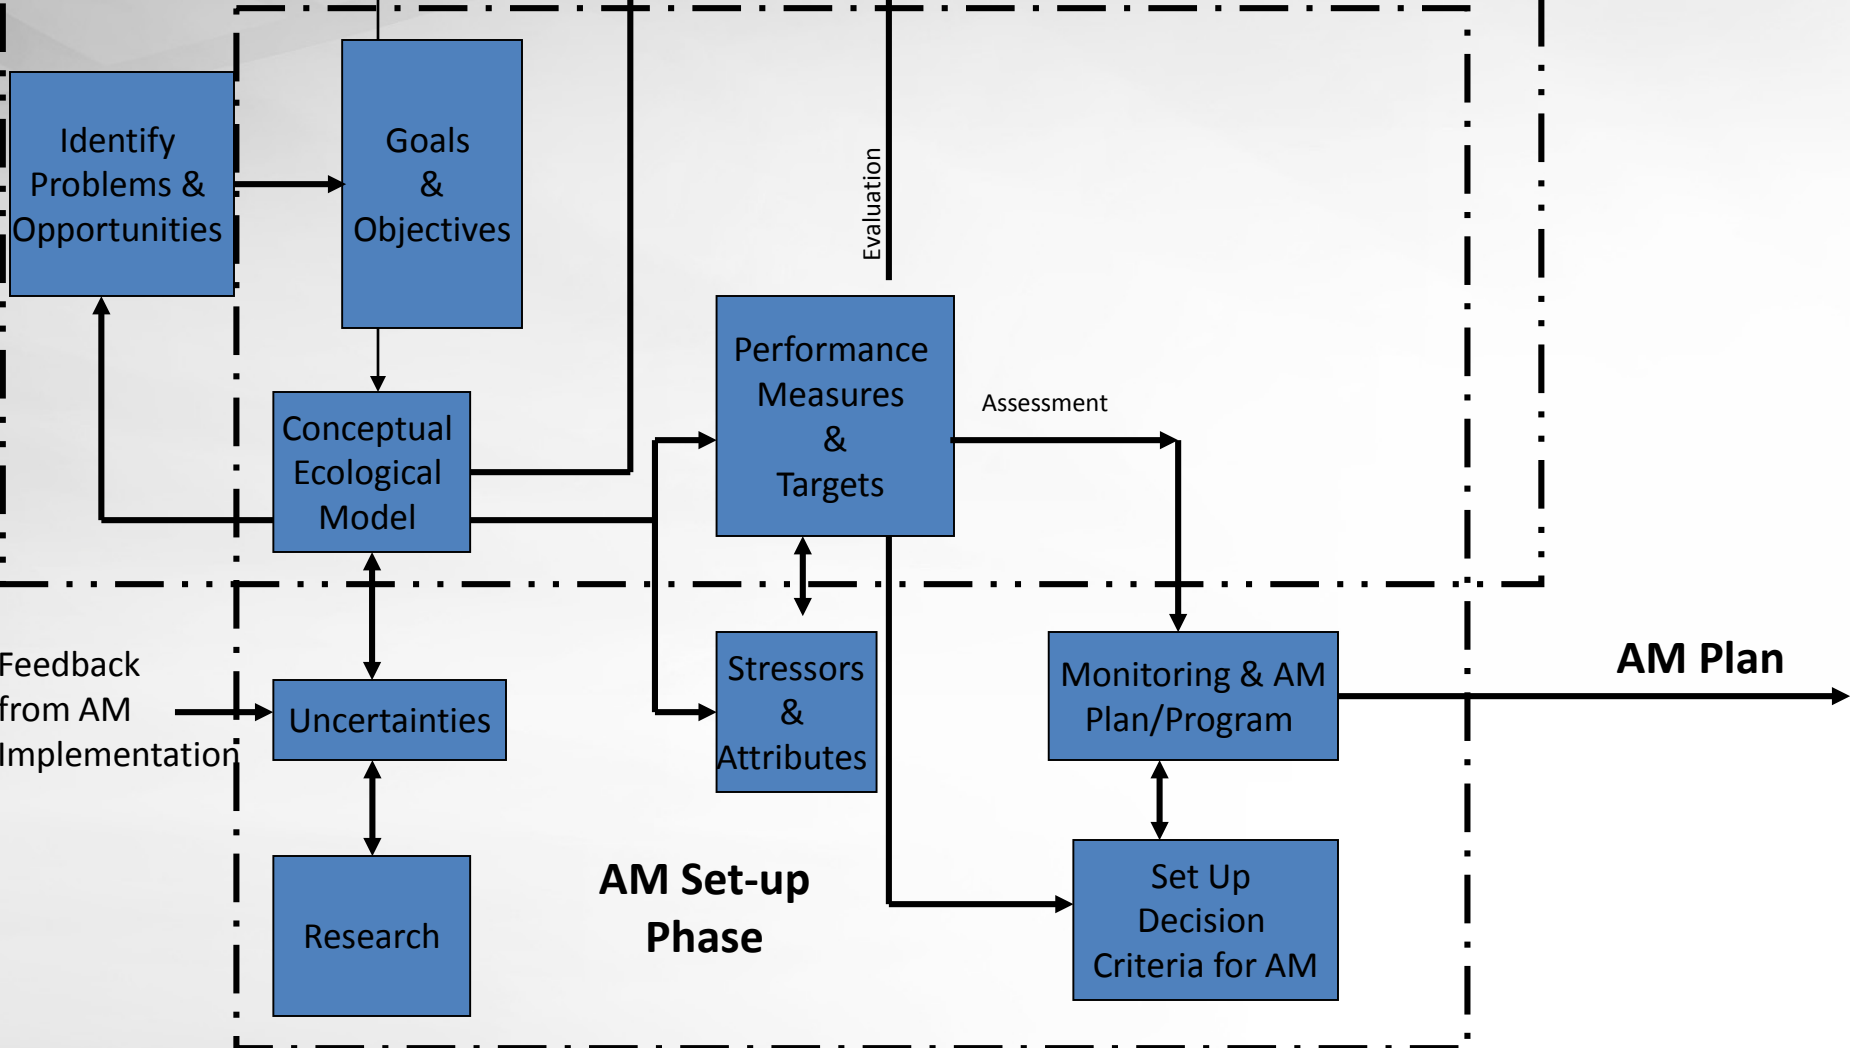 Identify
Problems &
Opportunities
Goals
&
Objectives
Evaluation
Performance
Measures
&
Targets
Assessment
Conceptual
Ecological
Model
Feedback
from AM
Implementation
Uncertainties
Stressors
&
Attributes
Monitoring & AM
Plan/Program
AM Plan
Research
AM Set-up
Phase
Set Up
Decision
Criteria for AM